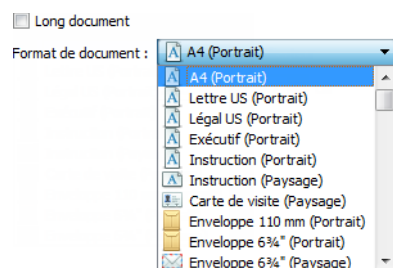 Long document
Format de document : A4 (Portrait)
A4 (Portrait)
Lettre US (Portrait)
Légal US (Portrait)
Exécutif (Portrait)
Instruction (Portrait)
Instruction (Paysage)
Carte de visite (Paysage)
Enveloppe 110 mm (Portrait)
Enveloppe 6¾" (Portrait)
Enveloppe 6¾" (Paysage)